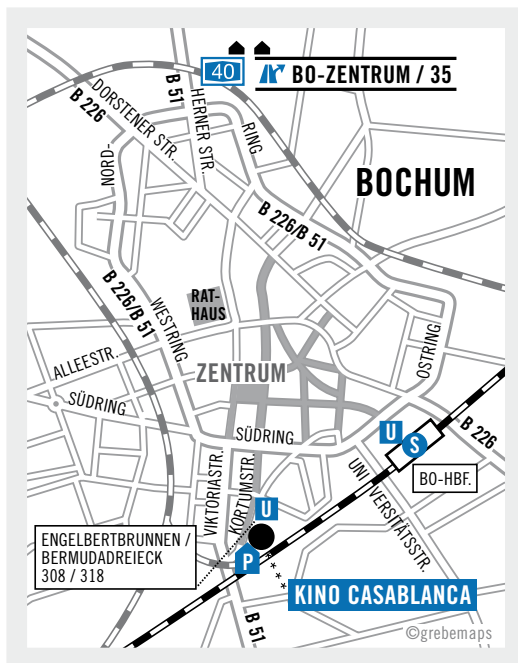 40
BO-ZENTRUM / 35
B 51
B 226
DORSTENER STR.
HERNER STR.
NORD-
RING
BOCHUM
B 226/B 51
B 226/B 51
RAT-
HAUS
WESTRING
OSTRING
ALLEESTR.
ZENTRUM
SÜDRING
SÜDRING
U
S
B 226
BO-HBF.
VIKTORIASTR.
KORTUMSTR.
UNIVERSITÄTSSTR.
U
ENGELBERTBRUNNEN /
BERMUDADREIECK
308 / 318
P
****
KINO CASABLANCA
B 51
©grebemaps